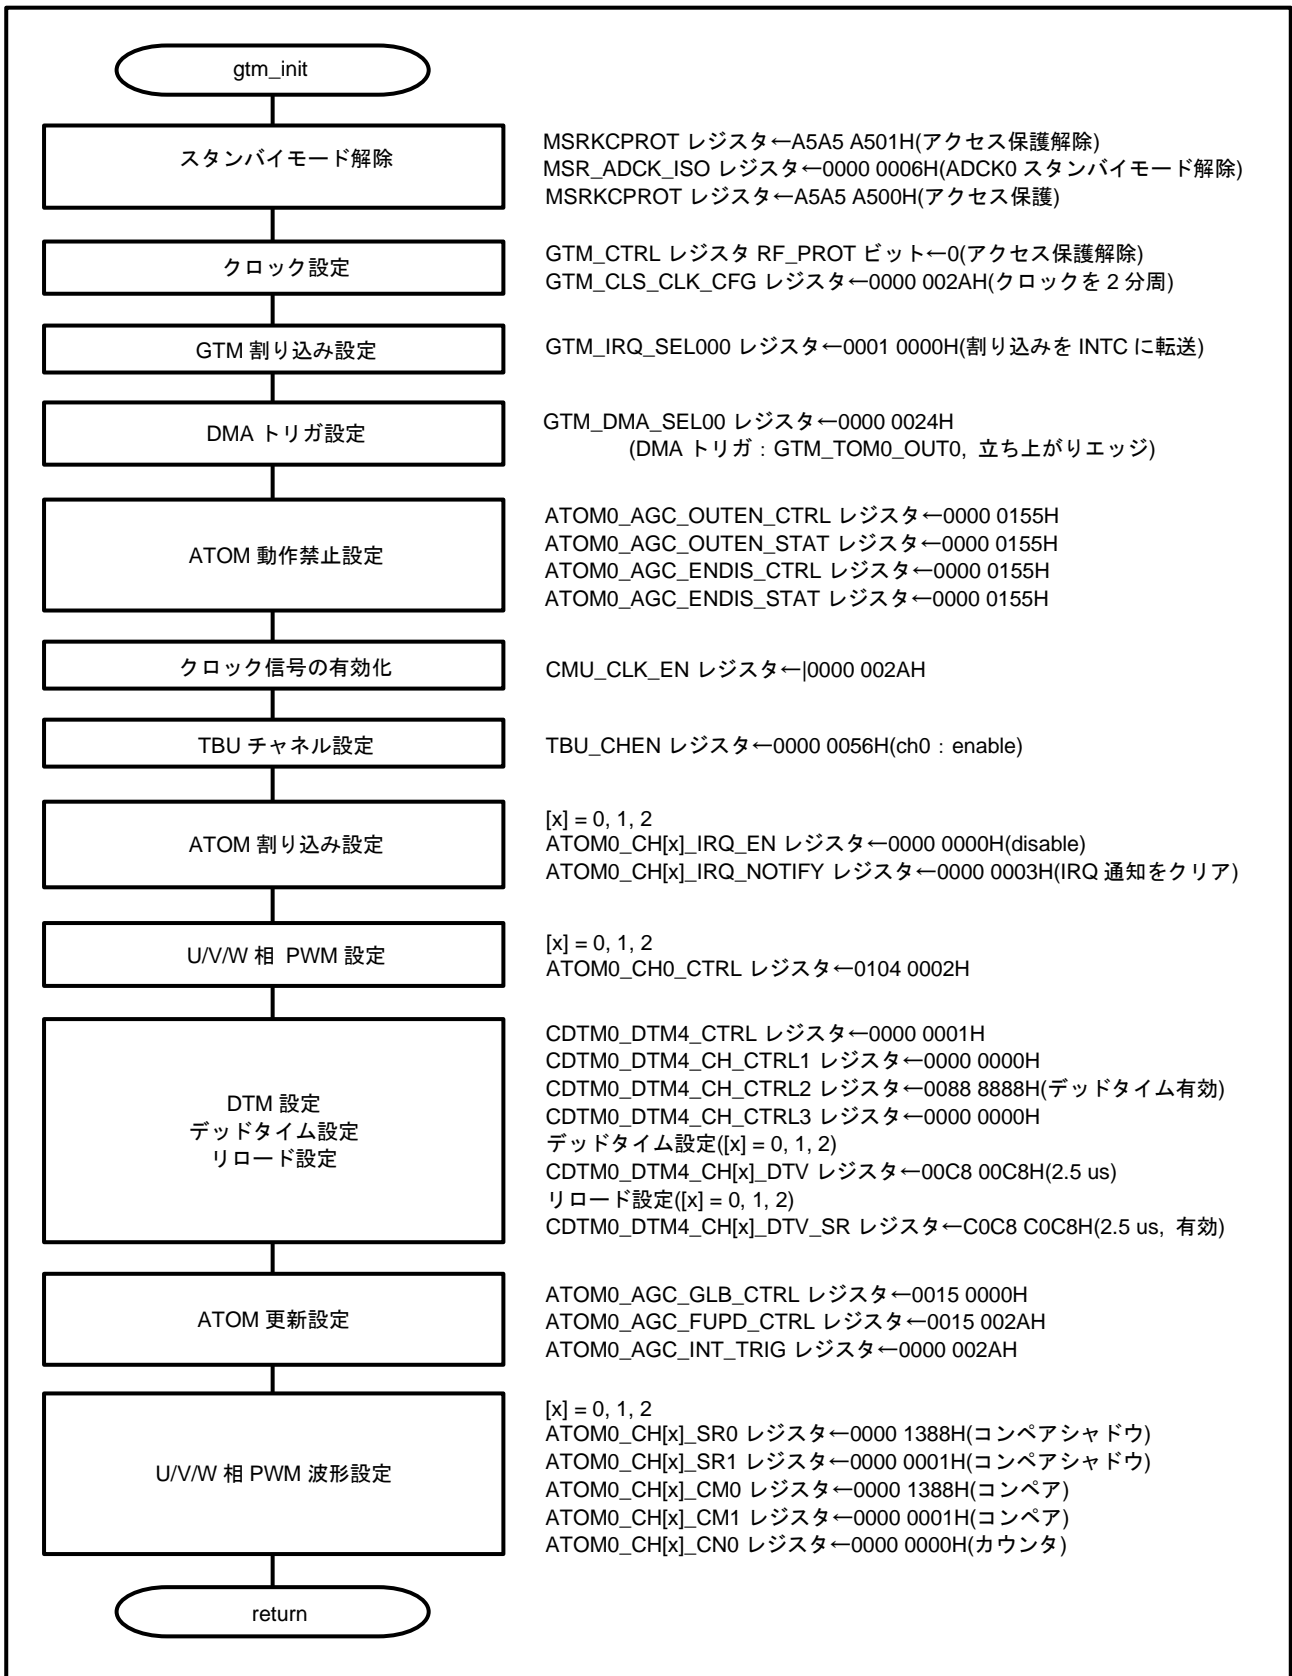 gtm_init
スタンバイモード解除
MSRKCPROT レジスタ←A5A5 A501H(アクセス保護解除)
MSR_ADCK_ISO レジスタ←0000 0006H(ADCK0 スタンバイモード解除)
MSRKCPROT レジスタ←A5A5 A500H(アクセス保護)
クロック設定
GTM_CTRL レジスタ RF_PROT ビット←0(アクセス保護解除)
GTM_CLS_CLK_CFG レジスタ←0000 002AH(クロックを 2 分周)
GTM 割り込み設定
GTM_IRQ_SEL000 レジスタ←0001 0000H(割り込みを INTC に転送)
DMA トリガ設定
GTM_DMA_SEL00 レジスタ←0000 0024H
(DMA トリガ：GTM_TOM0_OUT0, 立ち上がりエッジ)
ATOM 動作禁止設定
ATOM0_AGC_OUTEN_CTRL レジスタ←0000 0155H
ATOM0_AGC_OUTEN_STAT レジスタ←0000 0155H
ATOM0_AGC_ENDIS_CTRL レジスタ←0000 0155H
ATOM0_AGC_ENDIS_STAT レジスタ←0000 0155H
クロック信号の有効化
CMU_CLK_EN レジスタ←|0000 002AH
TBU チャネル設定
TBU_CHEN レジスタ←0000 0056H(ch0：enable)
ATOM 割り込み設定
[x] = 0, 1, 2
ATOM0_CH[x]_IRQ_EN レジスタ←0000 0000H(disable)
ATOM0_CH[x]_IRQ_NOTIFY レジスタ←0000 0003H(IRQ 通知をクリア)
U/V/W 相 PWM 設定
[x] = 0, 1, 2
ATOM0_CH0_CTRL レジスタ←0104 0002H
DTM 設定
デッドタイム設定
リロード設定
CDTM0_DTM4_CTRL レジスタ←0000 0001H
CDTM0_DTM4_CH_CTRL1 レジスタ←0000 0000H
CDTM0_DTM4_CH_CTRL2 レジスタ←0088 8888H(デッドタイム有効)
CDTM0_DTM4_CH_CTRL3 レジスタ←0000 0000H
デッドタイム設定([x] = 0, 1, 2)
CDTM0_DTM4_CH[x]_DTV レジスタ←00C8 00C8H(2.5 us)
リロード設定([x] = 0, 1, 2)
CDTM0_DTM4_CH[x]_DTV_SR レジスタ←C0C8 C0C8H(2.5 us, 有効)
ATOM 更新設定
ATOM0_AGC_GLB_CTRL レジスタ←0015 0000H
ATOM0_AGC_FUPD_CTRL レジスタ←0015 002AH
ATOM0_AGC_INT_TRIG レジスタ←0000 002AH
U/V/W 相 PWM 波形設定
[x] = 0, 1, 2
ATOM0_CH[x]_SR0 レジスタ←0000 1388H(コンペアシャドウ)
ATOM0_CH[x]_SR1 レジスタ←0000 0001H(コンペアシャドウ)
ATOM0_CH[x]_CM0 レジスタ←0000 1388H(コンペア)
ATOM0_CH[x]_CM1 レジスタ←0000 0001H(コンペア)
ATOM0_CH[x]_CN0 レジスタ←0000 0000H(カウンタ)
return